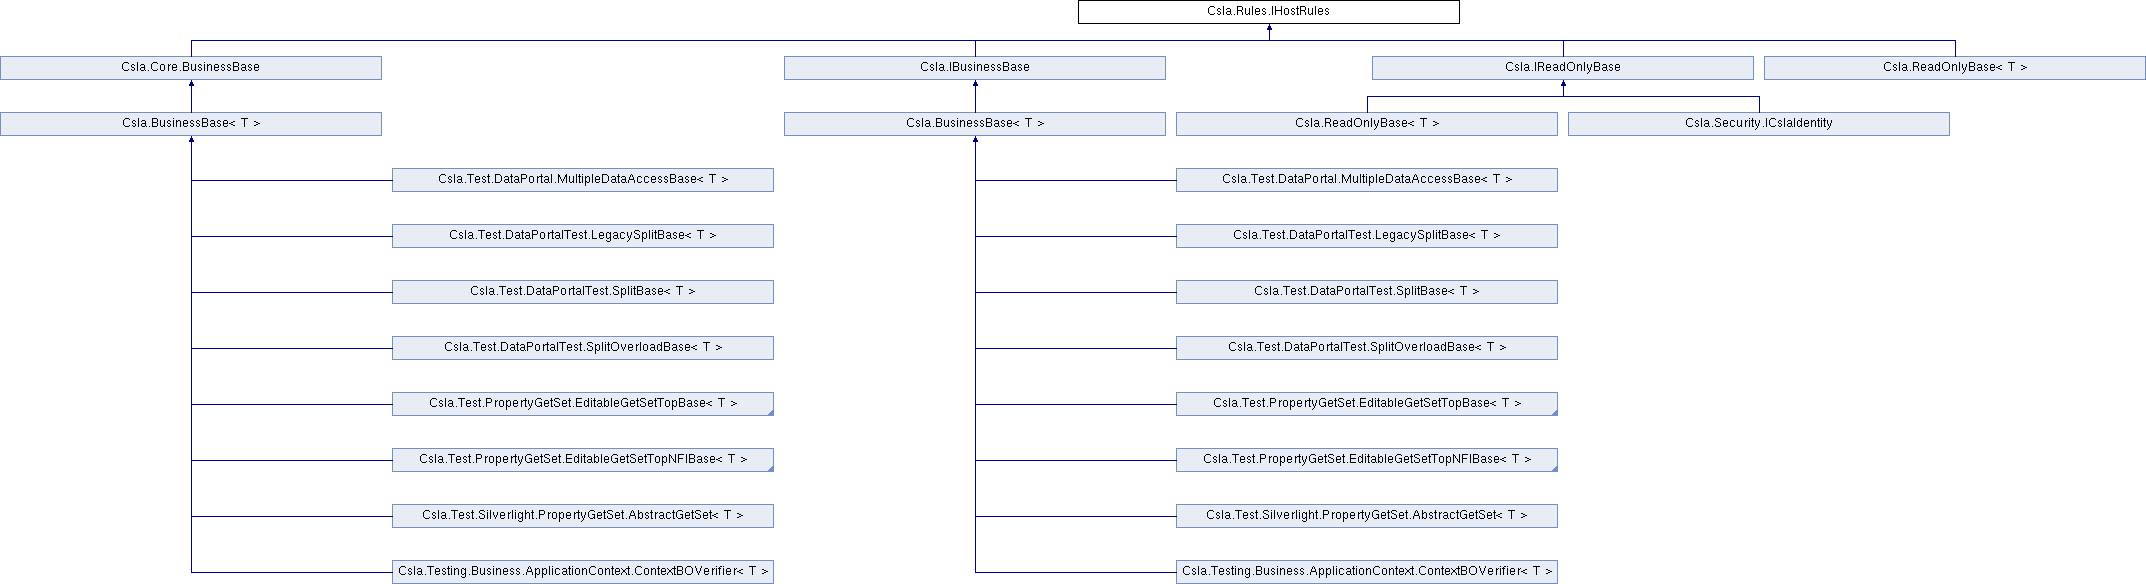 Csla.Rules.IHostRules
Csla.Core.BusinessBase
Csla.IBusinessBase
Csla.IReadOnlyBase
Csla.ReadOnlyBase< T >
Csla.BusinessBase< T >
Csla.BusinessBase< T >
Csla.ReadOnlyBase< T >
Csla.Security.ICslaIdentity
Csla.Test.DataPortal.MultipleDataAccessBase< T >
Csla.Test.DataPortal.MultipleDataAccessBase< T >
Csla.Test.DataPortalTest.LegacySplitBase< T >
Csla.Test.DataPortalTest.LegacySplitBase< T >
Csla.Test.DataPortalTest.SplitBase< T >
Csla.Test.DataPortalTest.SplitBase< T >
Csla.Test.DataPortalTest.SplitOverloadBase< T >
Csla.Test.DataPortalTest.SplitOverloadBase< T >
Csla.Test.PropertyGetSet.EditableGetSetTopBase< T >
Csla.Test.PropertyGetSet.EditableGetSetTopBase< T >
Csla.Test.PropertyGetSet.EditableGetSetTopNFIBase< T >
Csla.Test.PropertyGetSet.EditableGetSetTopNFIBase< T >
Csla.Test.Silverlight.PropertyGetSet.AbstractGetSet< T >
Csla.Test.Silverlight.PropertyGetSet.AbstractGetSet< T >
Csla.Testing.Business.ApplicationContext.ContextBOVerifier< T >
Csla.Testing.Business.ApplicationContext.ContextBOVerifier< T >